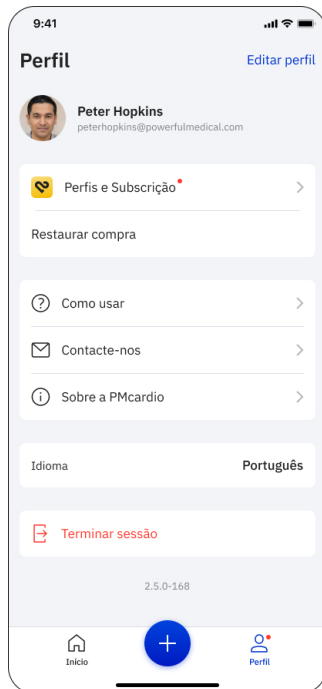 9:41
Perfil
Editar perfil
Peter Hopkins
peterhopkins@powerfulmedical.com
Perfis e Subscrição
Restaurar compra
Como usar
Contacte-nos
Sobre a PMcardio
Idioma
Português
Terminar sessão
2.5.0-168
Início
Perfil